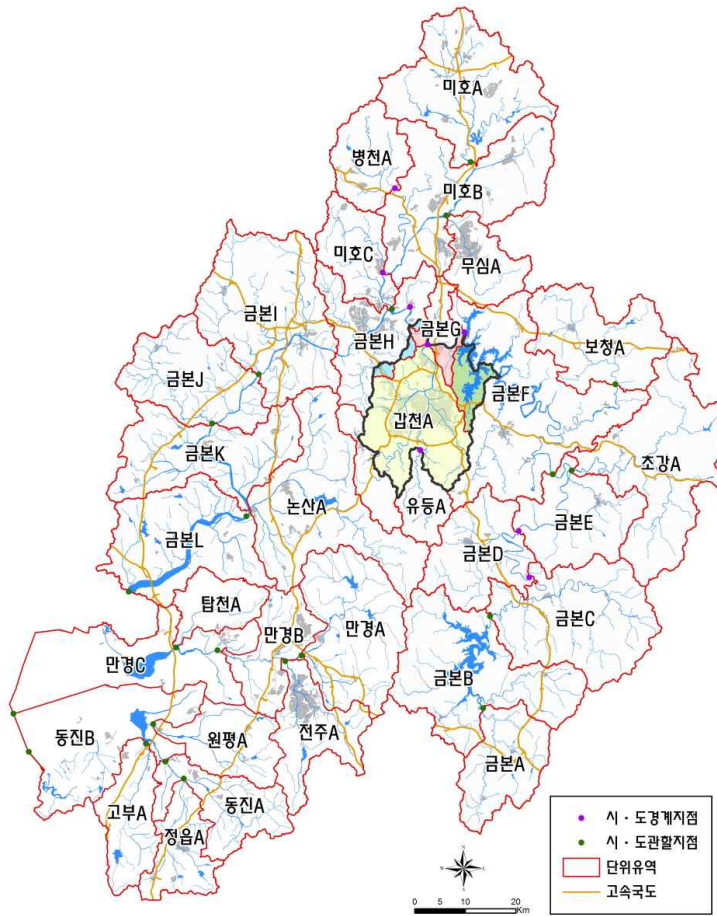 미호A
병천A
미호B
미호C
무심A
금본I
금본G
금본H
보청A
금본J
금본F
갑천A
금본K
초강A
논산A
유등A
금본E
금본L
금본D
탑천A
금본C
만경B
만경A
만경C
금본B
동진B
원평A
전주A
금본A
고부A
동진A
정읍A
시・도경계지점
시・도관할지점
단위유역
고속국도
N
W
E
S
0 10 20
Km